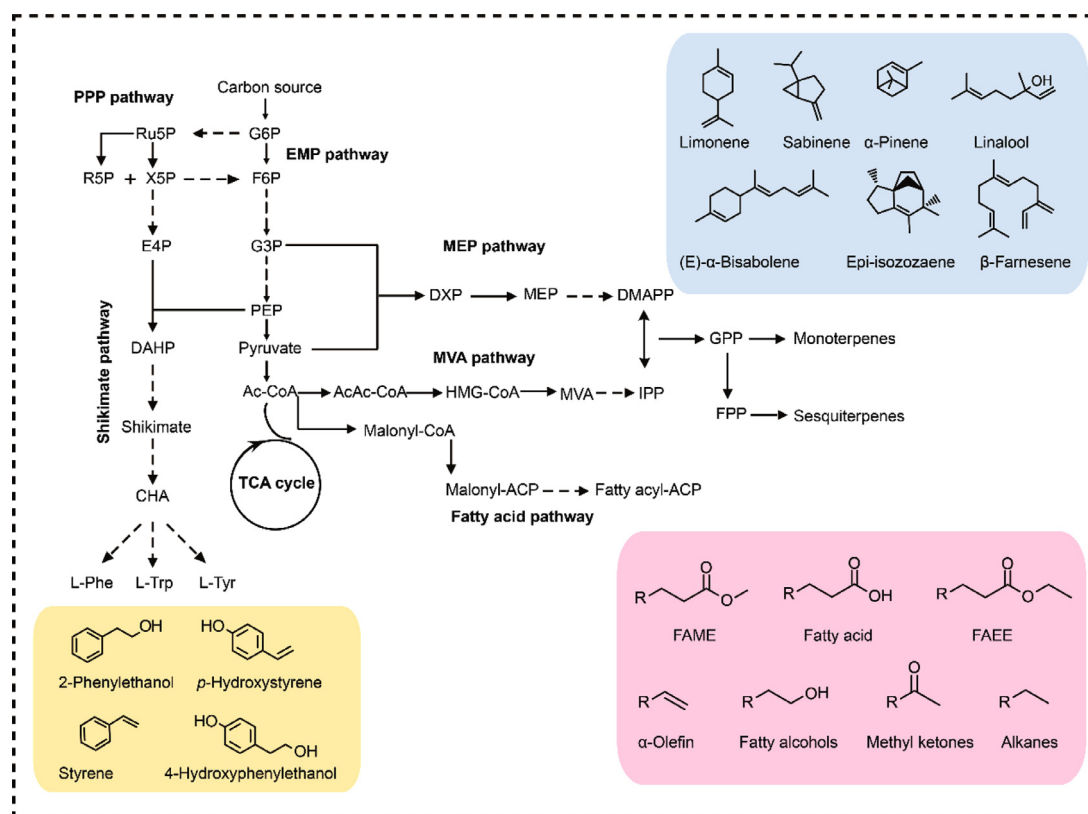 Carbon source
PPP pathway
Ru5P
G6P
EMP pathway
R5P + X5P
F6P
E4P
G3P
MEP pathway
DXP
MEP
DMAPP
PEP
Shikimate pathway
DAHP
Pyruvate
GPP
Monoterpenes
MVA pathway
Ac-CoA
AcAc-CoA
HMG-CoA
MVA
IPP
FPP
Sesquiterpenes
Shikimate
Malonyl-CoA
TCA cycle
CHA
Malonyl-ACP
Fatty acyl-ACP
Fatty acid pathway
L-Phe
L-Trp
L-Tyr
OH
Limonene
Sabinene
α-Pinene
Linalool
(E)-α-Bisabolene
Epi-isozozaene
β-Farnesene
OH
HO
2-Phenylethanol
p-Hydroxystyrene
HO
OH
Styrene
4-Hydroxyphenylethanol
O
O
O
R
O
R
OH
R
O
FAME
Fatty acid
FAEE
O
R
R
OH
R
R
α-Olefin
Fatty alcohols
Methyl ketones
Alkanes